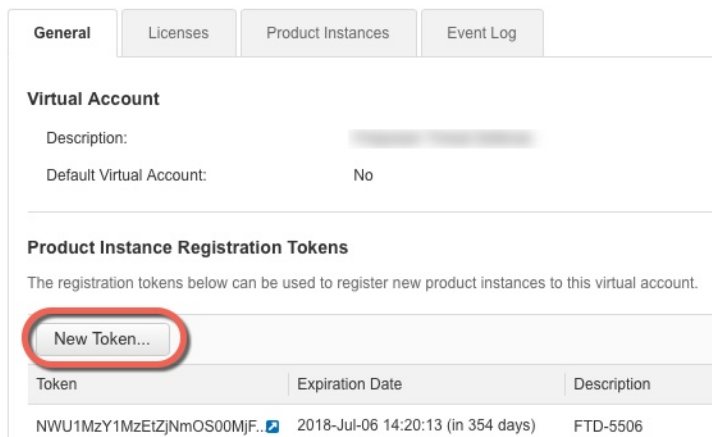 General Licenses Product Instances Event Log
Virtual Account
Description:
Default Virtual Account: No
Product Instance Registration Tokens
The registration tokens below can be used to register new product instances to this virtual account.
New Token...
Token Expiration Date Description
NWU1MzY1MzEtZjNmOS00MjF... 2018-Jul-06 14:20:13 (in 354 days) FTD-5506